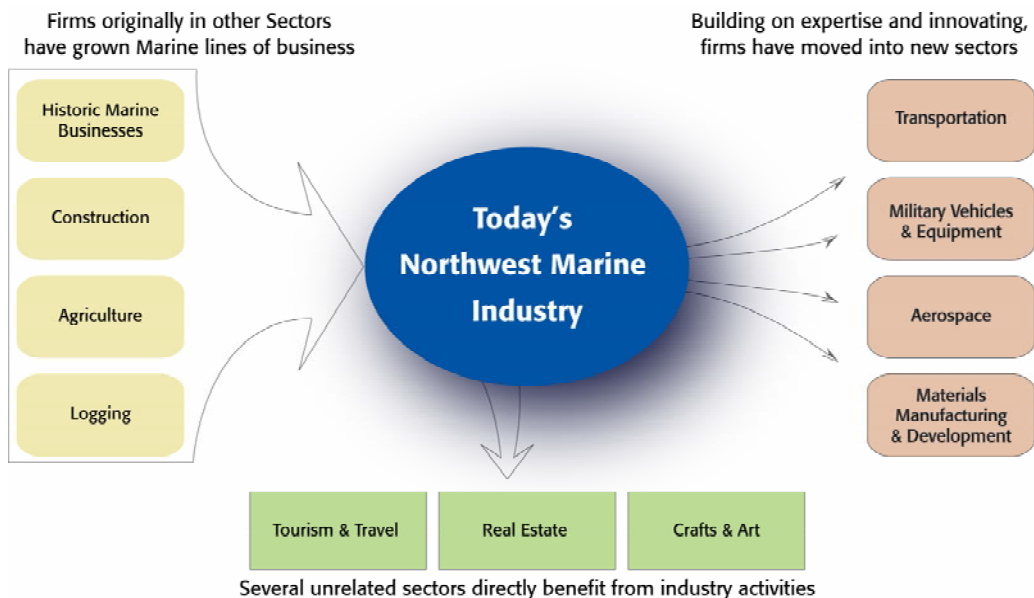 Firms originally in other Sectors
have grown Marine lines of business
Building on expertise and innovating,
firms have moved into new sectors
Historic Marine
Businesses
Construction
Agriculture
Logging
Today's
Northwest Marine
Industry
Transportation
Military Vehicles
& Equipment
Aerospace
Materials
Manufacturing
& Development
Tourism & Travel
Real Estate
Crafts & Art
Several unrelated sectors directly benefit from industry activities